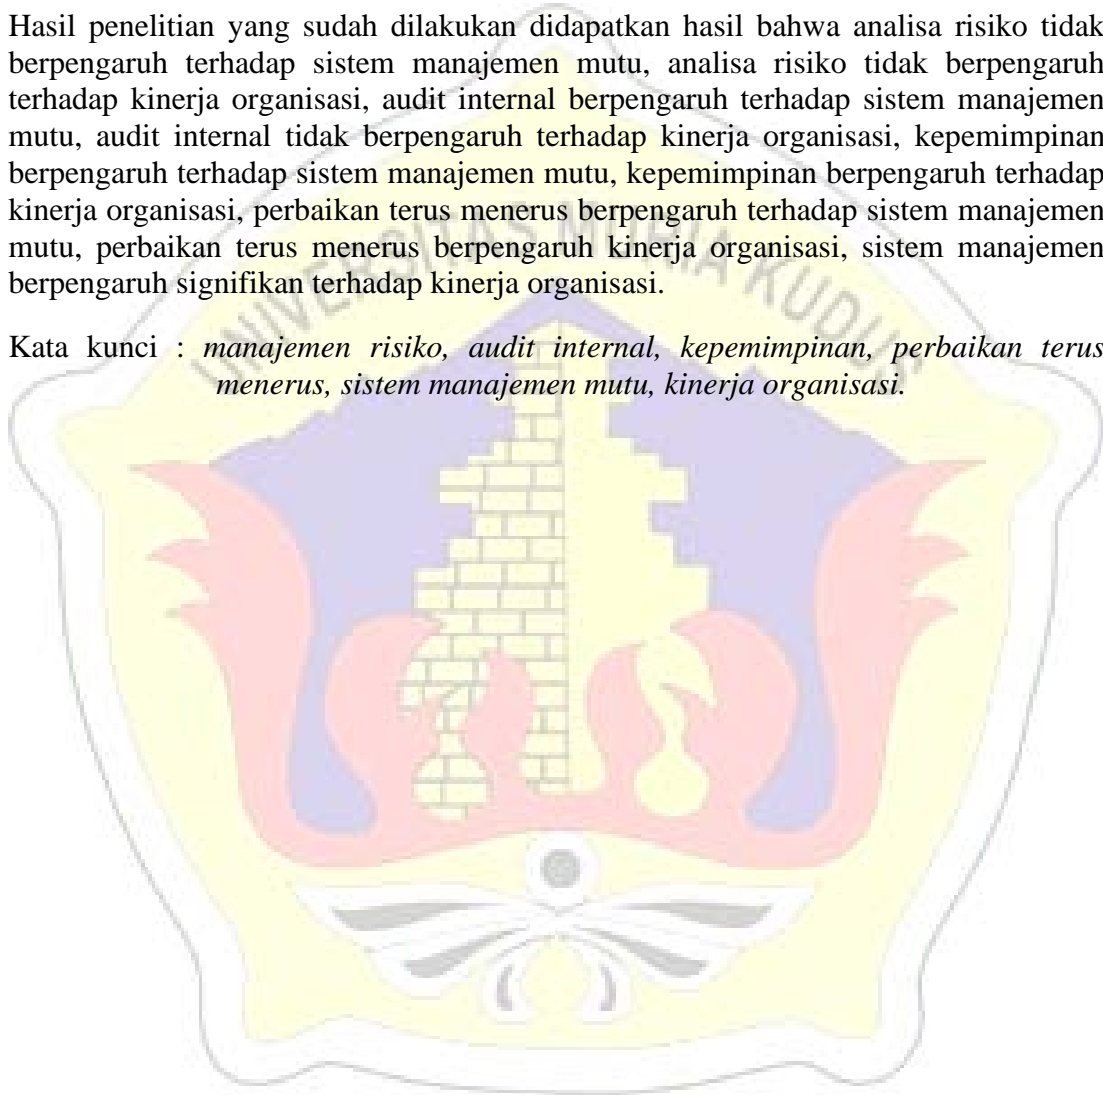 Hasil penelitian yang sudah dilakukan didapatkan hasil bahwa analisa risiko tidak
berpengaruh terhadap sistem manajemen mutu, analisa risiko tidak berpengaruh
terhadap kinerja organisasi, audit internal berpengaruh terhadap sistem manajemen
mutu, audit internal tidak berpengaruh terhadap kinerja organisasi, kepemimpinan
berpengaruh terhadap sistem manajemen mutu, kepemimpinan berpengaruh terhadap
kinerja organisasi, perbaikan terus menerus berpengaruh terhadap sistem manajemen
mutu, perbaikan terus menerus berpengaruh kinerja organisasi, sistem manajemen
berpengaruh signifikan terhadap kinerja organisasi.
Kata kunci : manajemen risiko, audit internal, kepemimpinan, perbaikan terus
menerus, sistem manajemen mutu, kinerja organisasi.
UNIVERSITAS MURIA KUDUS